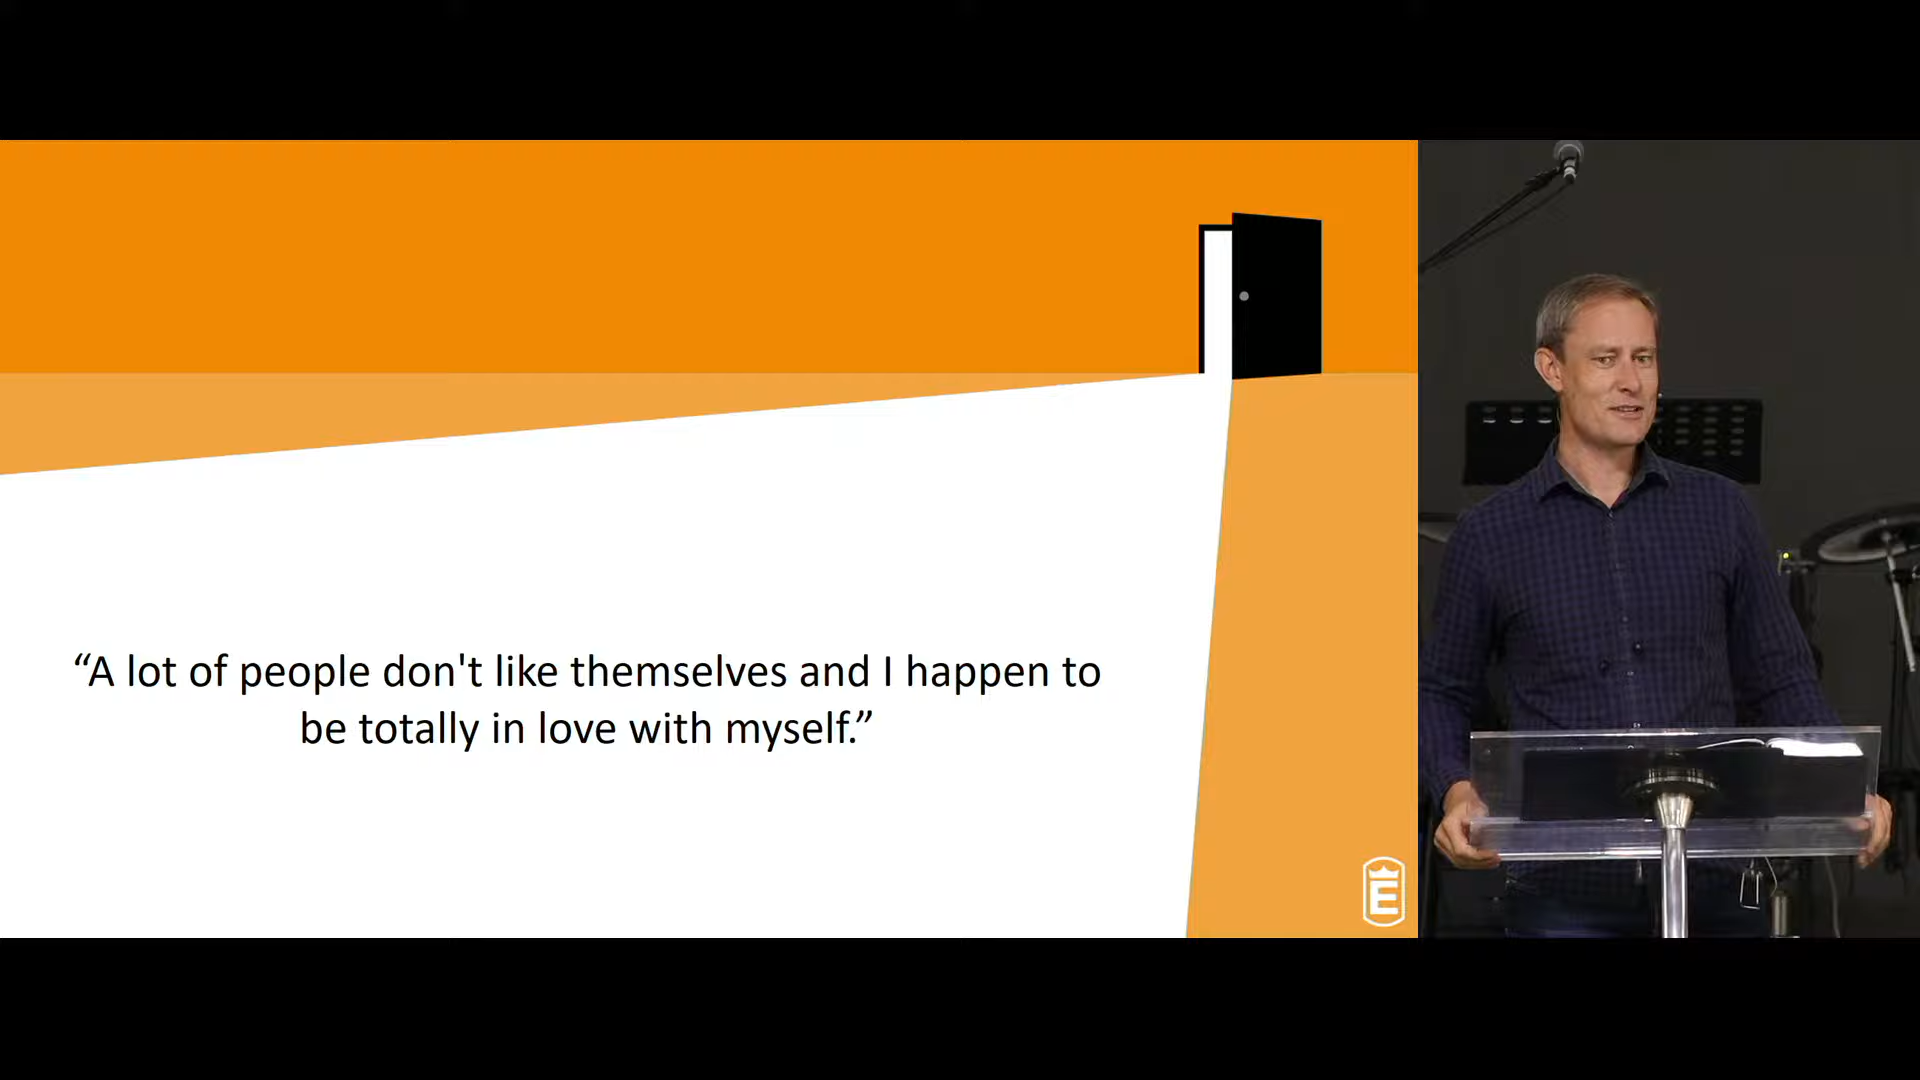 “A lot of people don't like themselves and I happen to
be totally in love with myself.”
E